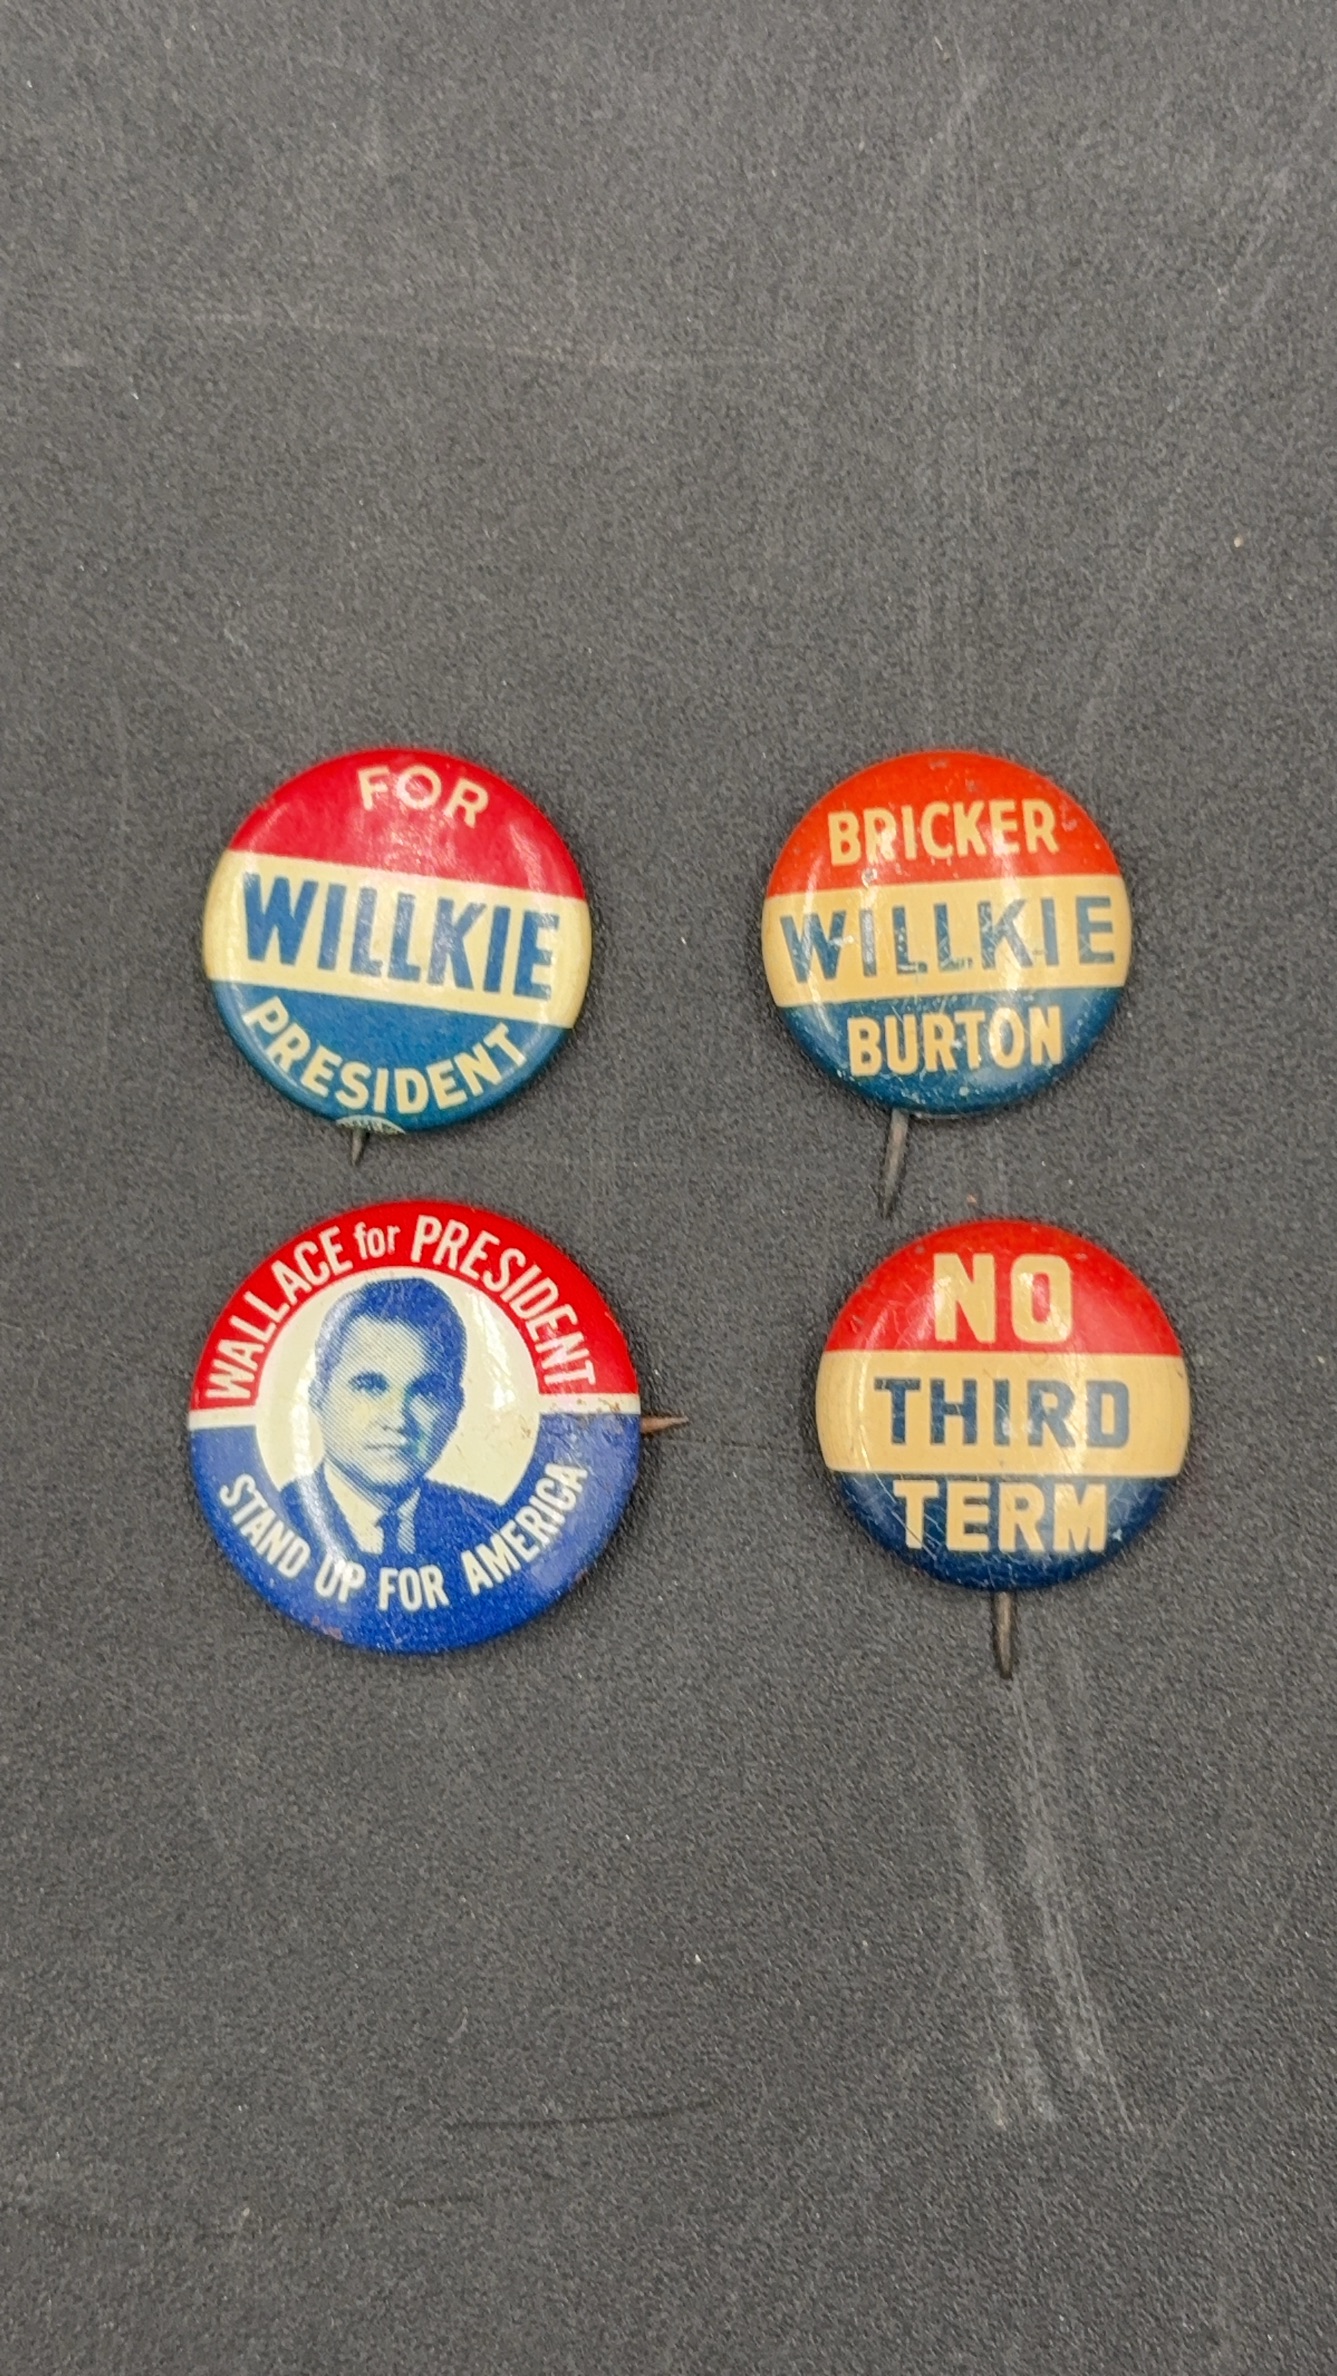 FOR
WILLKIE
PRESIDENT
BRICKER
WILLKIE
BURTON
WALLACE for PRESIDENT
STAND UP FOR AMERICA
NO
THIRD
TERM